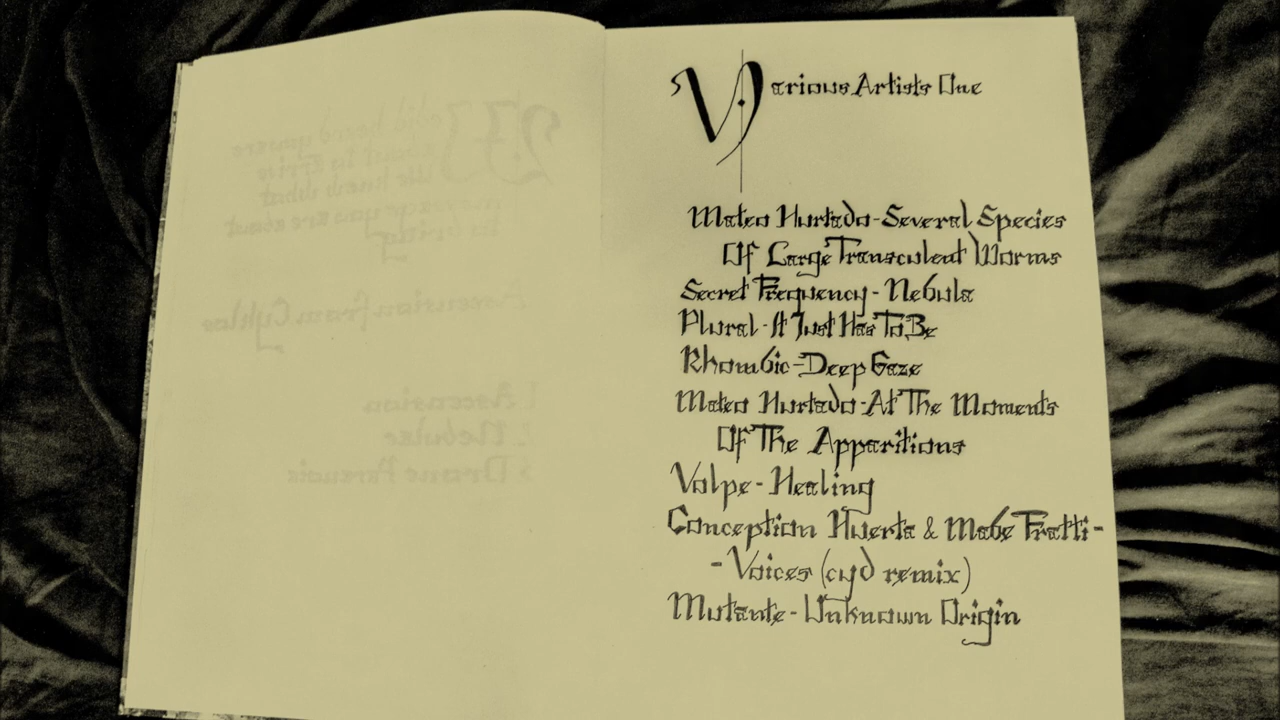 Various Artists One
Mateo Hurtado-Several Species
Of Large Transculent Worms
Secret Frequency-Nebula
Plural-It Just Has To Be
Rhombic-Deep Gaze
Mateo Hurtado-At The Moments
Of The Apparitions
Volpe-Healing
Conception Huerta & Mabe Fratti-
-Voices (cyd remix)
Mutante-Unknown Origin